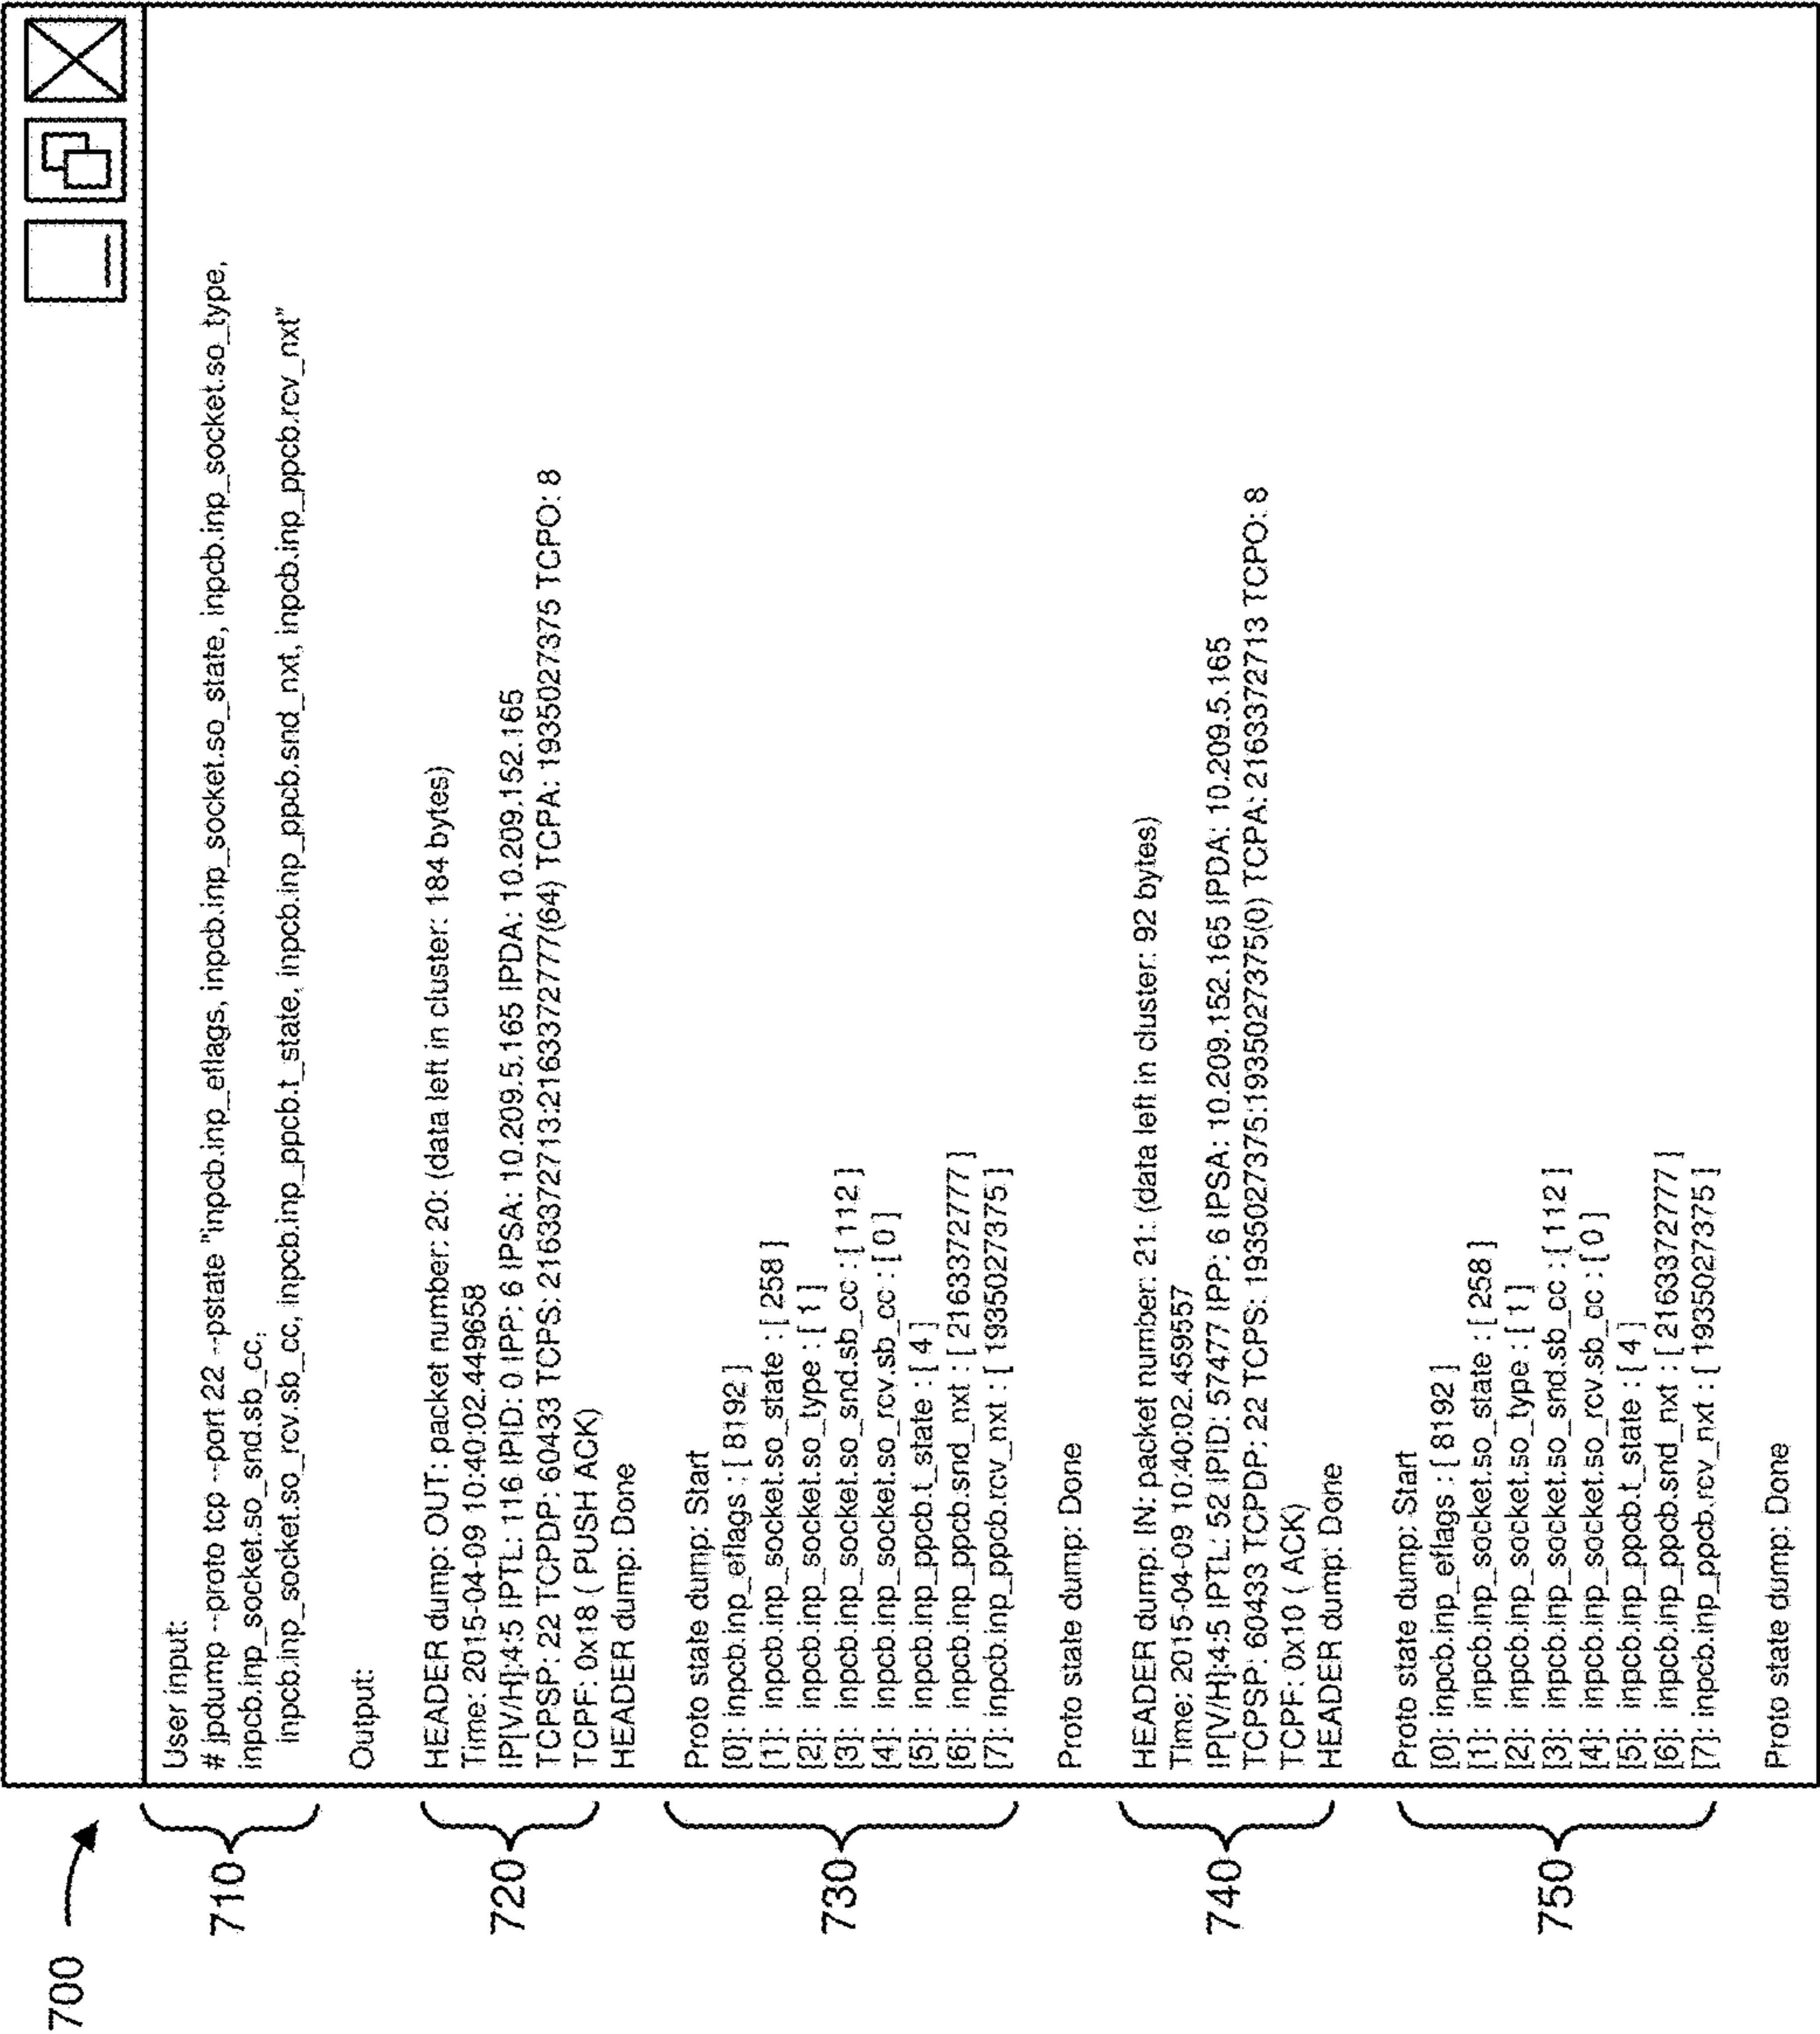 700
710
User input:
# jpdump --proto tcp --port 22 --pstate "inpcb.inp_eflags, inpcb.inp_socket.so_state, inpcb.inp_socket.so_type,
inpcb.inp_socket.so_snd.sb_cc,
inpcb.inp_socket.so_rcv.sb_cc, inpcb.inp_ppcb.t_state, inpcb.inp_ppcb.snd_nxt, inpcb.inp_ppcb.rcv_nxt"
Output:
720
HEADER dump: OUT: packet number: 20: (data left in cluster: 184 bytes)
Time: 2015-04-09 10:40:02.449658
IP[V/H]:4:5 IPTL: 116 IPID: 0 IPP: 6 IPSA: 10.209.5.165 IPDA: 10.209.152.165
TCPSP: 22 TCPDP: 60433 TCPS: 2163372713:2163372777(64) TCPA: 1935027375 TCPO: 8
TCPF: 0x18 ( PUSH ACK)
HEADER dump: Done
730
Proto state dump: Start
[0]: inpcb.inp_eflags : [ 8192 ]
[1]: inpcb.inp_socket.so_state : [ 258 ]
[2]: inpcb.inp_socket.so_type : [ 1 ]
[3]: inpcb.inp_socket.so_snd.sb_cc : [ 112 ]
[4]: inpcb.inp_socket.so_rcv.sb_cc : [ 0 ]
[5]: inpcb.inp_ppcb.t_state : [ 4 ]
[6]: inpcb.inp_ppcb.snd_nxt : [ 2163372777 ]
[7]: inpcb.inp_ppcb.rcv_nxt : [ 1935027375 ]
Proto state dump: Done
740
HEADER dump: IN: packet number: 21: (data left in cluster: 92 bytes)
Time: 2015-04-09 10:40:02.459557
IP[V/H]:4:5 IPTL: 52 IPID: 57477 IPP: 6 IPSA: 10.209.152.165 IPDA: 10.209.5.165
TCPSP: 60433 TCPDP: 22 TCPS: 1935027375:1935027375(0) TCPA: 2163372713 TCPO: 8
TCPF: 0x10 ( ACK)
HEADER dump: Done
750
Proto state dump: Start
[0]: inpcb.inp_eflags : [ 8192 ]
[1]: inpcb.inp_socket.so_state : [ 258 ]
[2]: inpcb.inp_socket.so_type : [ 1 ]
[3]: inpcb.inp_socket.so_snd.sb_cc : [ 112 ]
[4]: inpcb.inp_socket.so_rcv.sb_cc : [ 0 ]
[5]: inpcb.inp_ppcb.t_state : [ 4 ]
[6]: inpcb.inp_ppcb.snd_nxt : [ 2163372777 ]
[7]: inpcb.inp_ppcb.rcv_nxt : [ 1935027375 ]
Proto state dump: Done